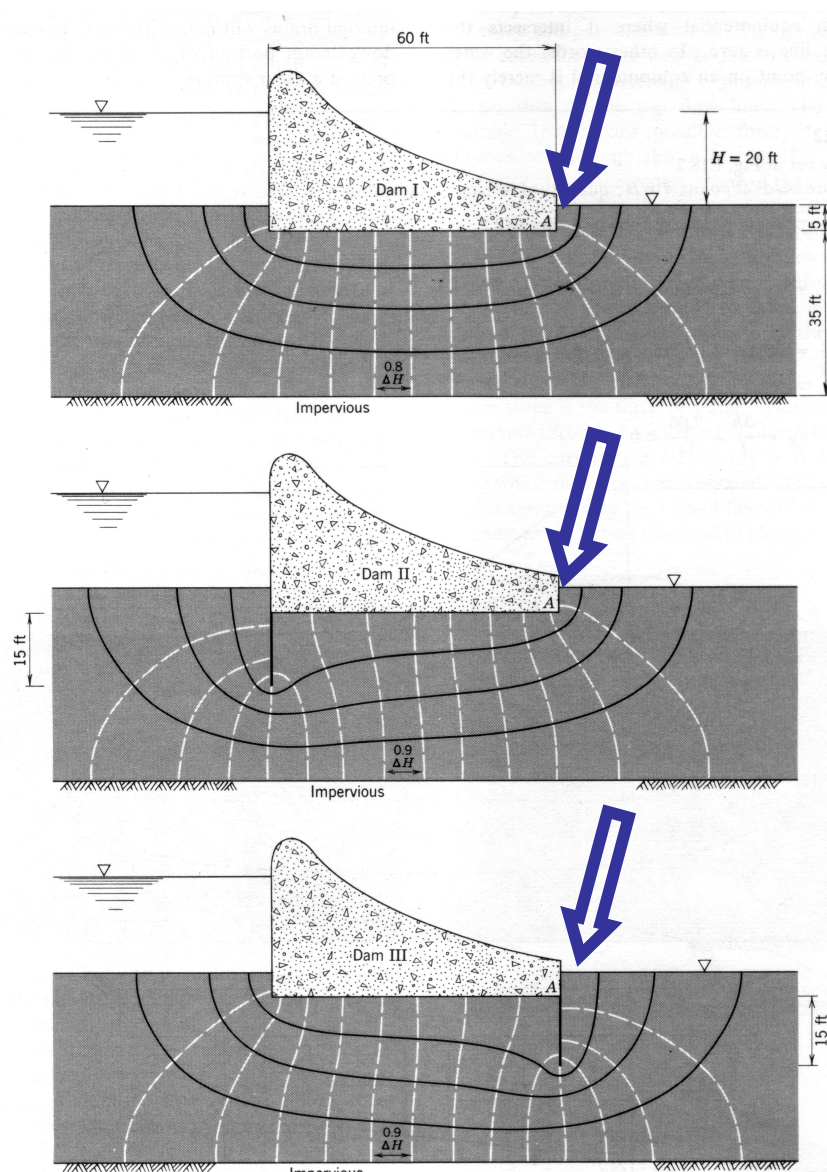 60 ft
H = 20 ft
Dam I
A
5 ft
35 ft
0.8
ΔH
Impervious
Dam II
A
15 ft
0.9
ΔH
Impervious
Dam III
A
15 ft
0.9
ΔH